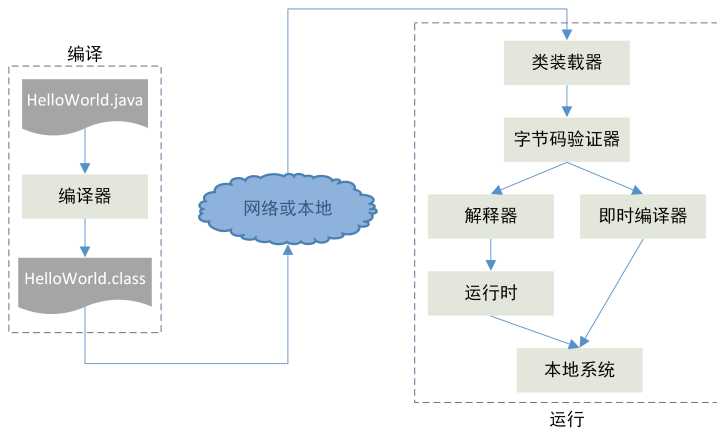 编译
HelloWorld.java
编译器
HelloWorld.class
网络或本地
类装载器
字节码验证器
解释器
即时编译器
运行时
本地系统
运行